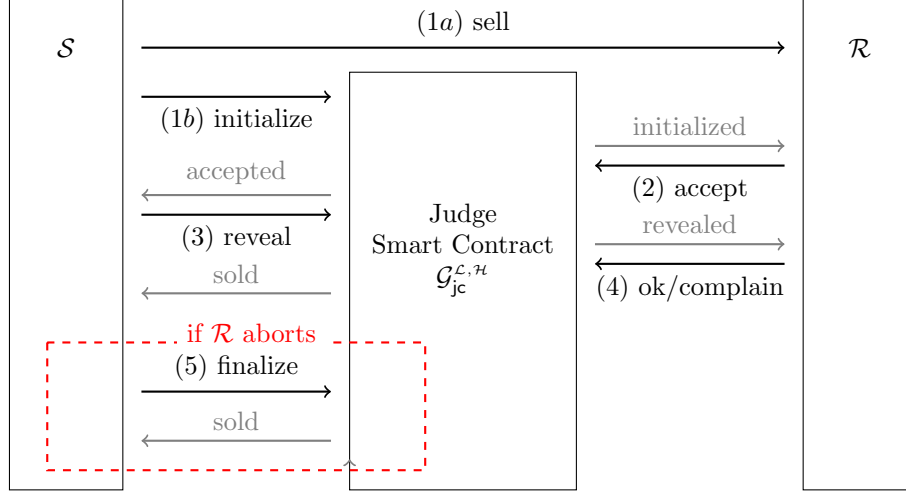 (1a) sell
𝒮
ℛ
(1b) initialize
initialized
accepted
(2) accept
(3) reveal
revealed
Judge
Smart Contract
𝒢_jc^{ℒ,ℋ}
sold
(4) ok/complain
if ℛ aborts
(5) finalize
sold